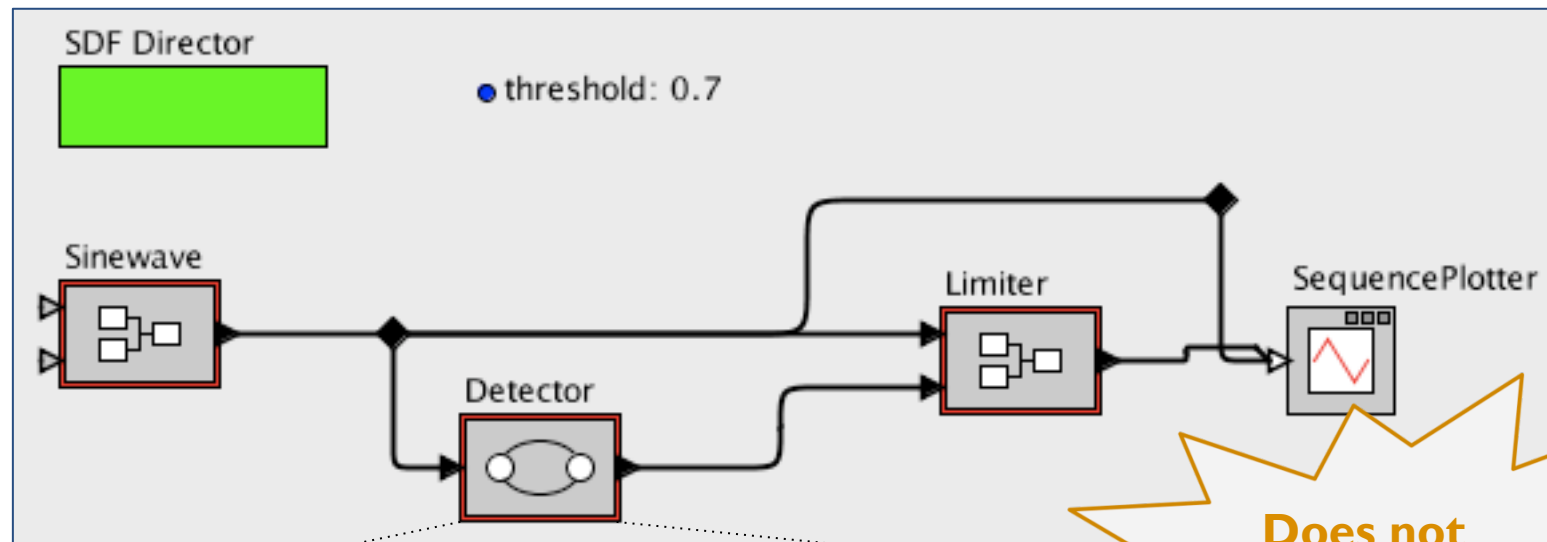 SDF Director
threshold: 0.7
Sinewave
Limiter
SequencePlotter
Detector
Does not